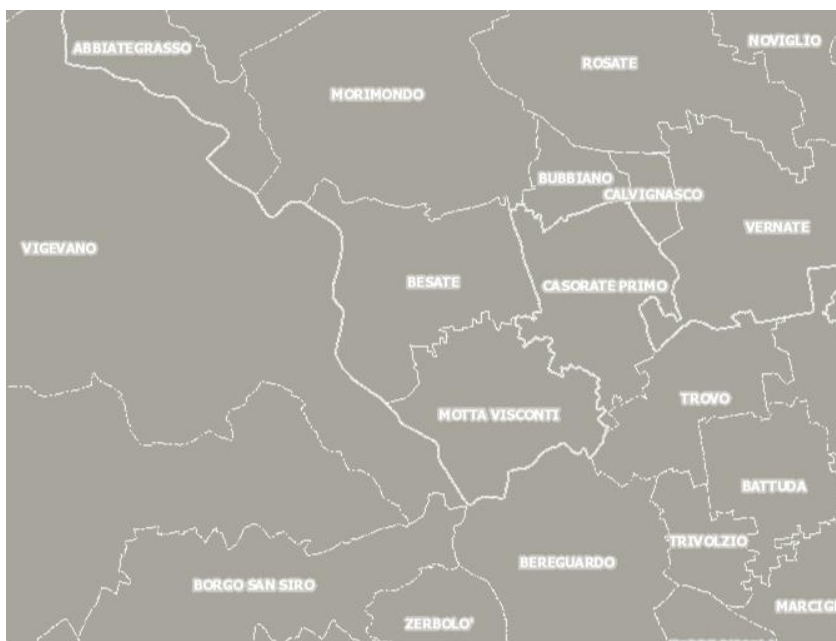 NOVIGLIO
ABBIATEGRASSO
ROSATE
MORIMONDO
BUBBIANO
CALVIGNASCO
VERNATE
VIGEVANO
BESATE
CASORATE PRIMO
TROVO
MOTTA VISCONTI
BATTUDA
TRIVOLZIO
BEREGUARDO
BORGO SAN SIRO
MARCIG
ZERBOLO'